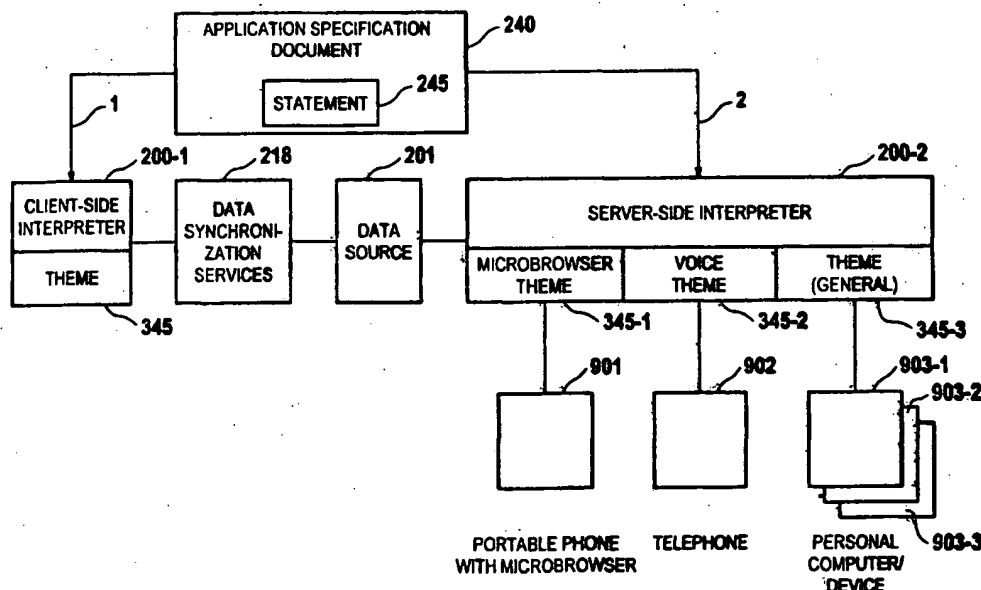 APPLICATION SPECIFICATION
DOCUMENT
240
STATEMENT
245
1
2
200-1
218
201
200-2
CLIENT-SIDE
INTERPRETER
THEME
345
DATA
SYNCHRONI-
ZATION
SERVICES
DATA
SOURCE
SERVER-SIDE INTERPRETER
MICROBROWSER
THEME
VOICE
THEME
THEME
(GENERAL)
345-1
345-2
345-3
901
902
903-1
903-2
903-3
PORTABLE PHONE
WITH MICROBROWSER
TELEPHONE
PERSONAL
COMPUTER/
DEVICE